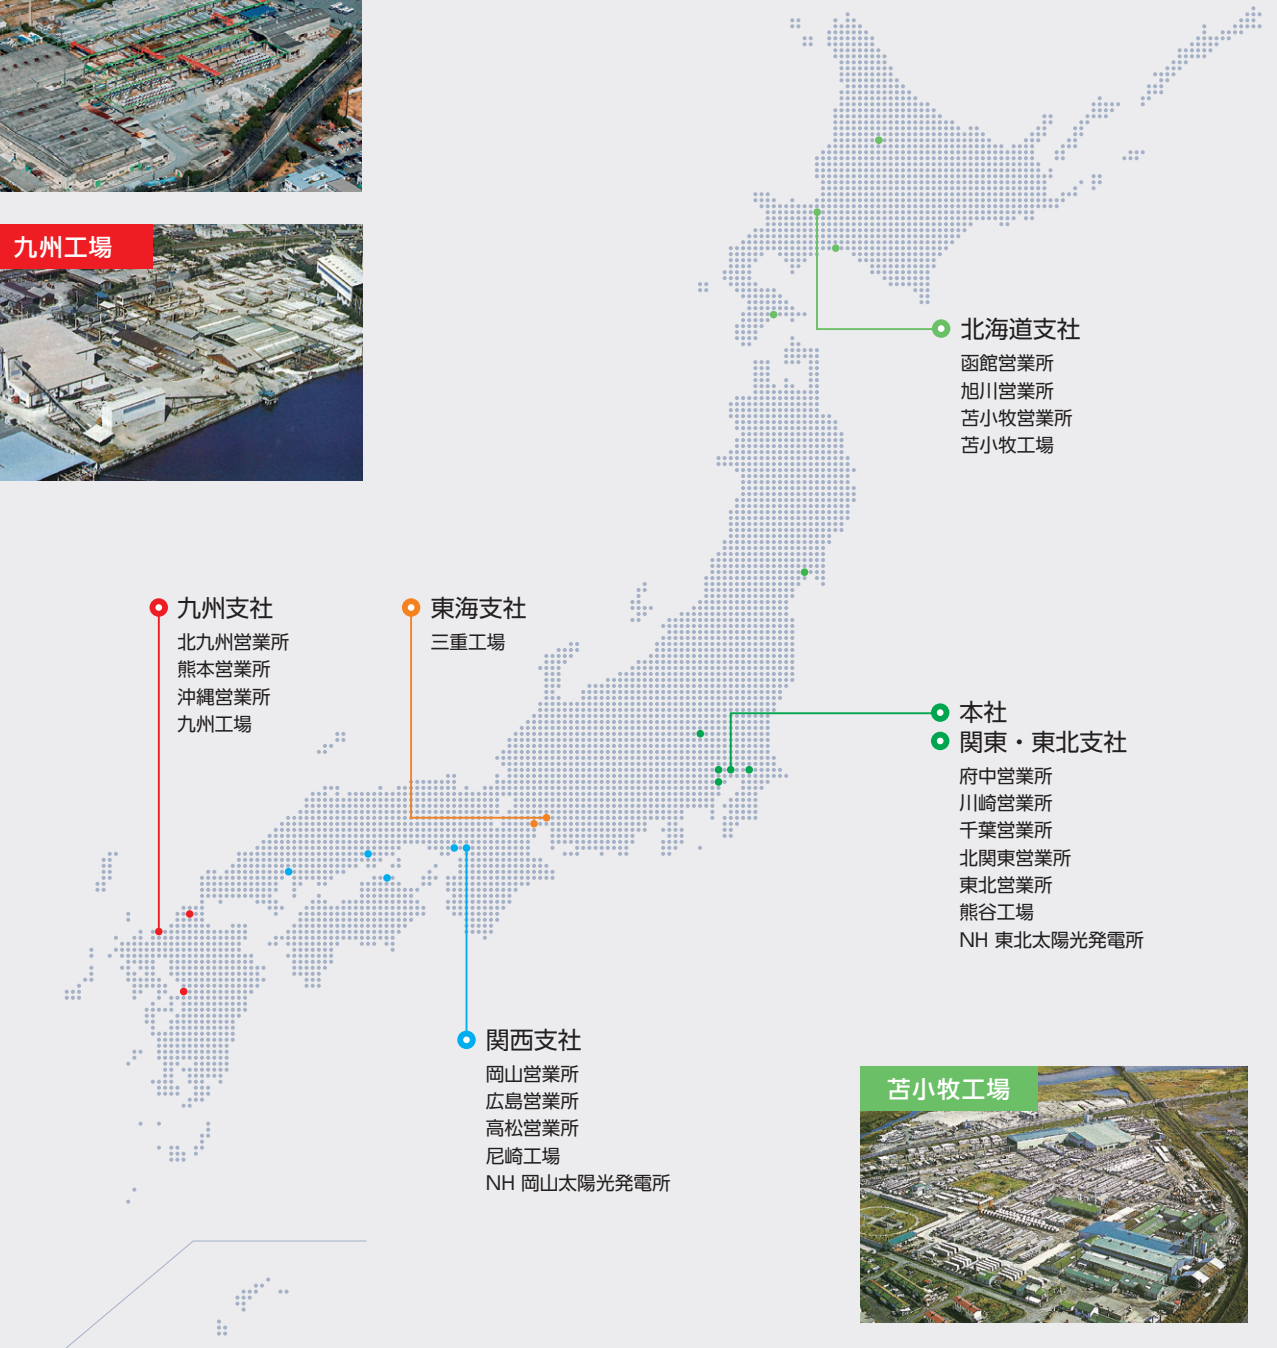 九州工場
北海道支社
函館営業所
旭川営業所
苫小牧営業所
苫小牧工場
九州支社
北九州営業所
熊本営業所
沖縄営業所
九州工場
東海支社
三重工場
本社
関東・東北支社
府中営業所
川崎営業所
千葉営業所
北関東営業所
東北営業所
熊谷工場
NH 東北太陽光発電所
関西支社
岡山営業所
広島営業所
高松営業所
尼崎工場
NH 岡山太陽光発電所
苫小牧工場